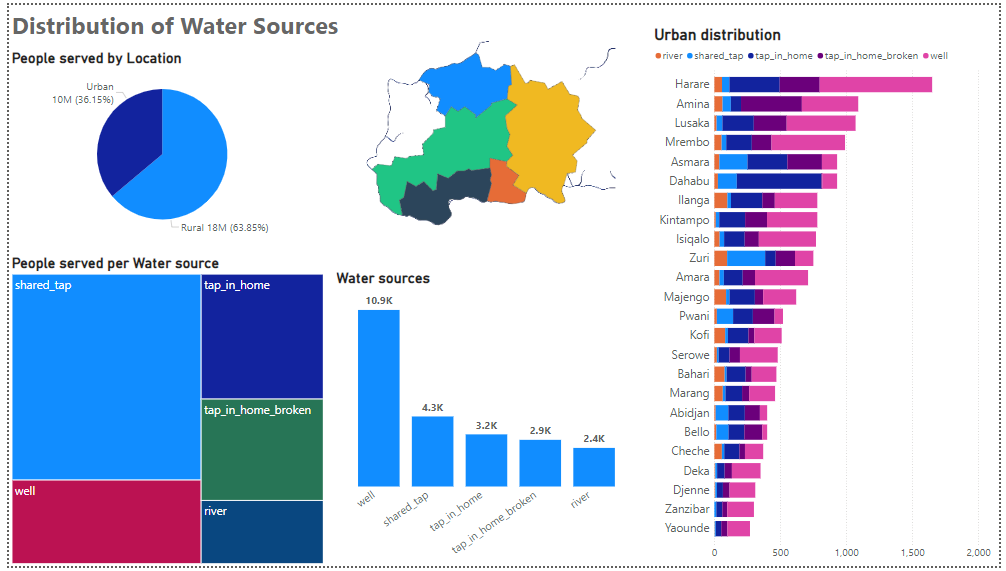 Distribution of Water Sources
People served by Location
Urban
10M (36.15%)
Rural 18M (63.85%)
People served per Water source
shared_tap
tap_in_home
tap_in_home_broken
well
river
Water sources
10.9K
4.3K
3.2K
2.9K
2.4K
well
shared_tap
tap_in_home
tap_in_home_broken
river
Urban distribution
river shared_tap tap_in_home tap_in_home_broken well
Harare
Amina
Lusaka
Mrembo
Asmara
Dahabu
Ilanga
Kintampo
Isiqalo
Zuri
Amara
Majengo
Pwani
Kofi
Serowe
Bahari
Marang
Abidjan
Bello
Cheche
Deka
Djenne
Zanzibar
Yaounde
0 500 1,000 1,500 2,000